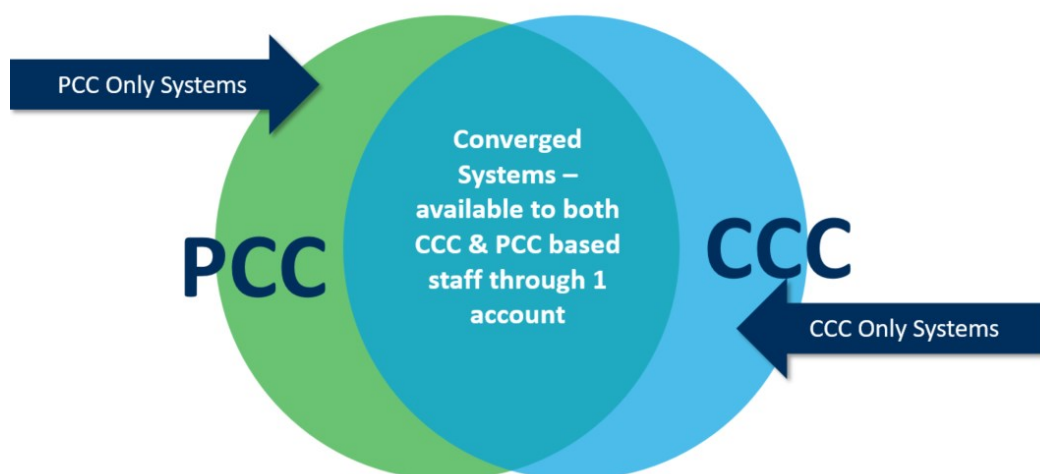 PCC Only Systems
Converged
Systems –
available to both
CCC & PCC based
staff through 1
account
PCC
CCC
CCC Only Systems